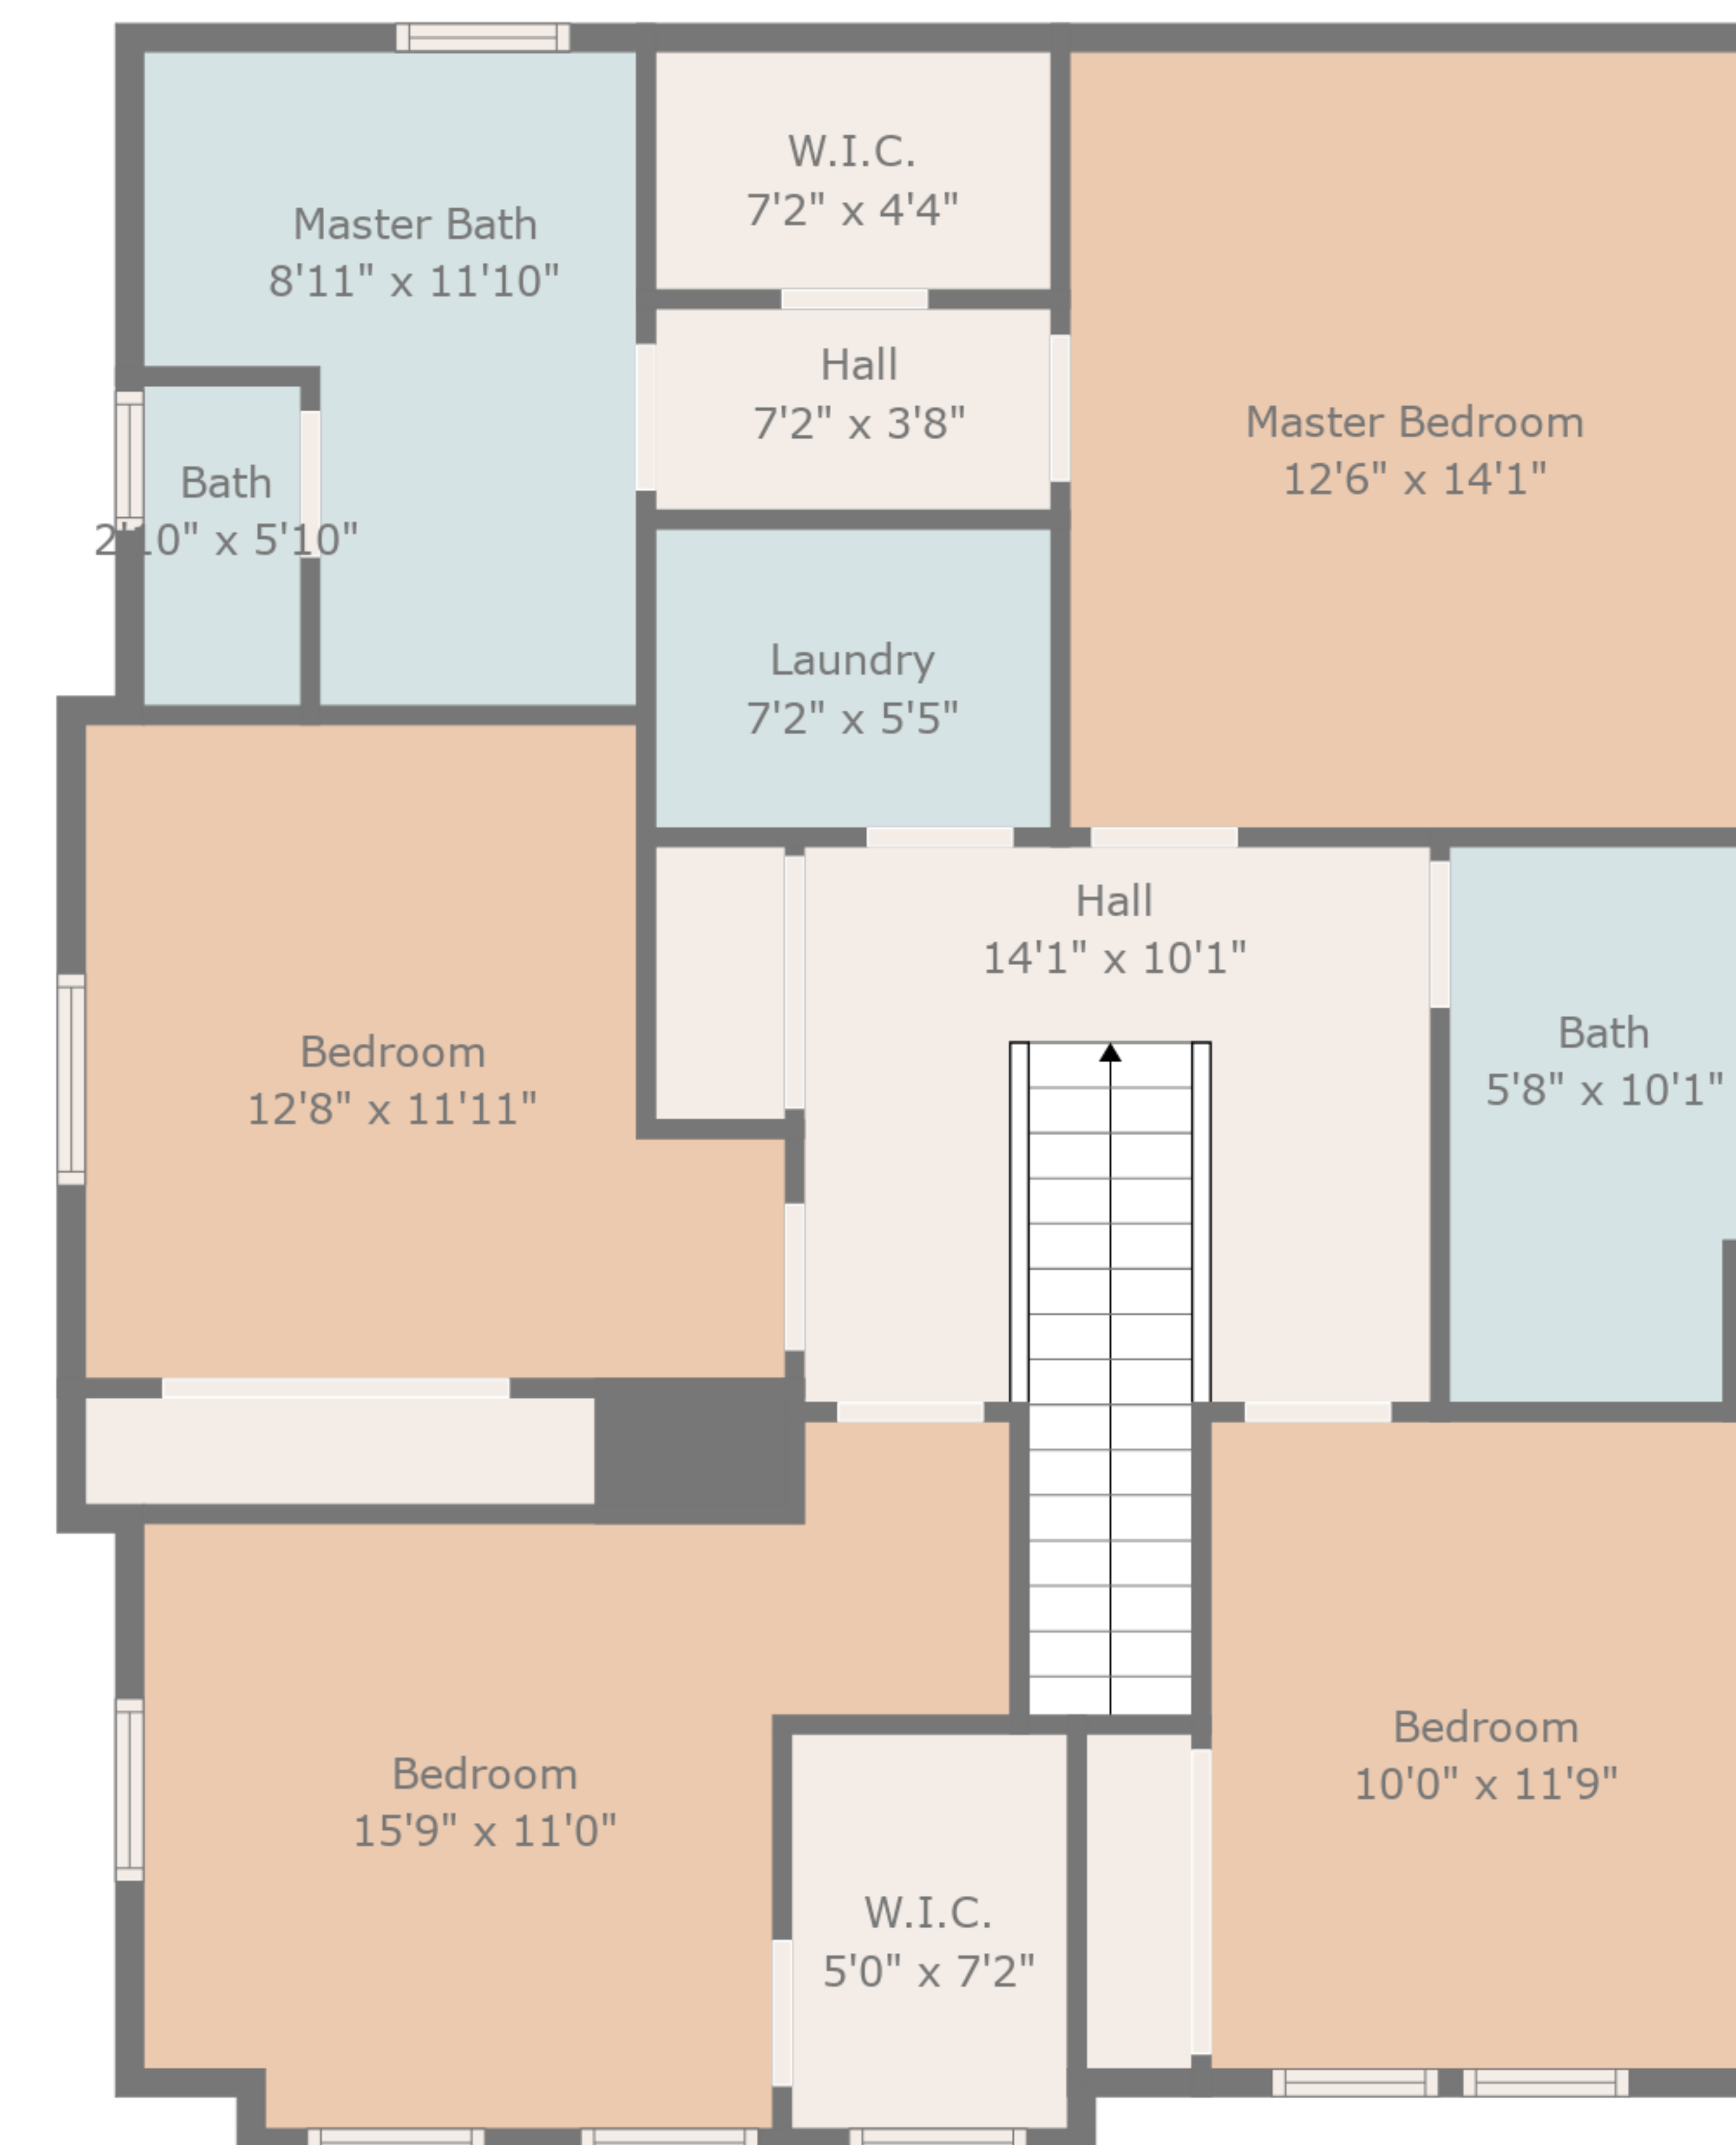 W.I.C.
7'2" x 4'4"
Master Bath
8'11" x 11'10"
Hall
7'2" x 3'8"
Master Bedroom
12'6" x 14'1"
Bath
2'10" x 5'10"
Laundry
7'2" x 5'5"
Hall
14'1" x 10'1"
Bath
5'8" x 10'1"
Bedroom
12'8" x 11'11"
Bedroom
10'0" x 11'9"
Bedroom
15'9" x 11'0"
W.I.C.
5'0" x 7'2"